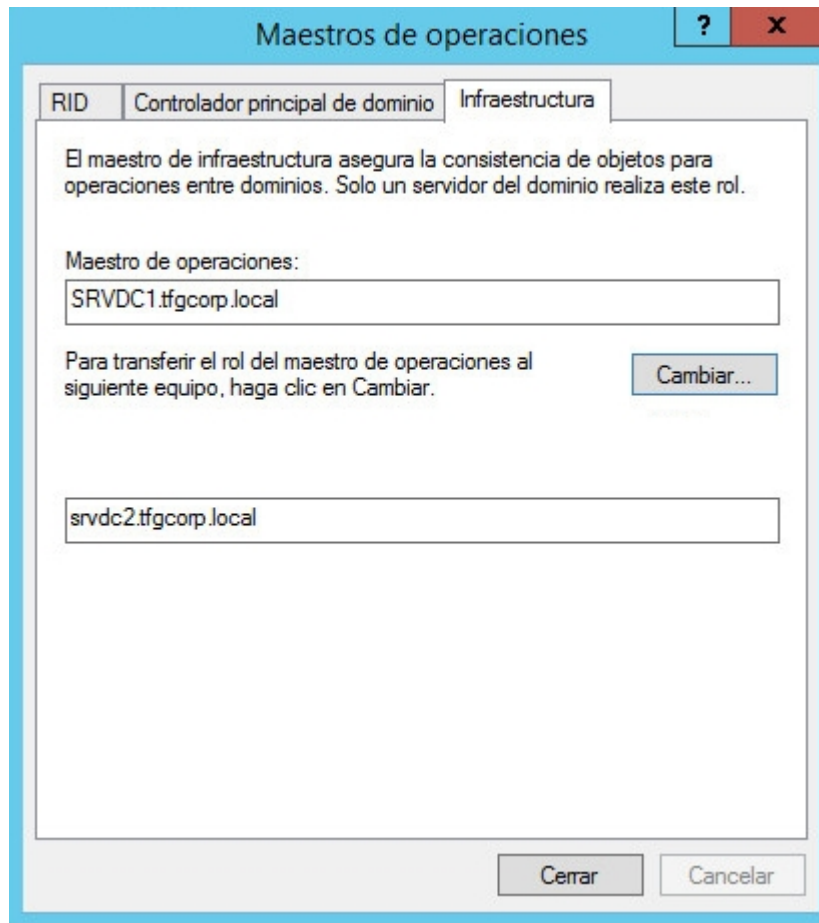 Maestros de operaciones
?
x
RID
Controlador principal de dominio
Infraestructura
El maestro de infraestructura asegura la consistencia de objetos para
operaciones entre dominios. Solo un servidor del dominio realiza este rol.
Maestro de operaciones:
SRVDC1.tfgcorp.local
Para transferir el rol del maestro de operaciones al
siguiente equipo, haga clic en Cambiar.
Cambiar...
srvdc2.tfgcorp.local
Cerrar
Cancelar